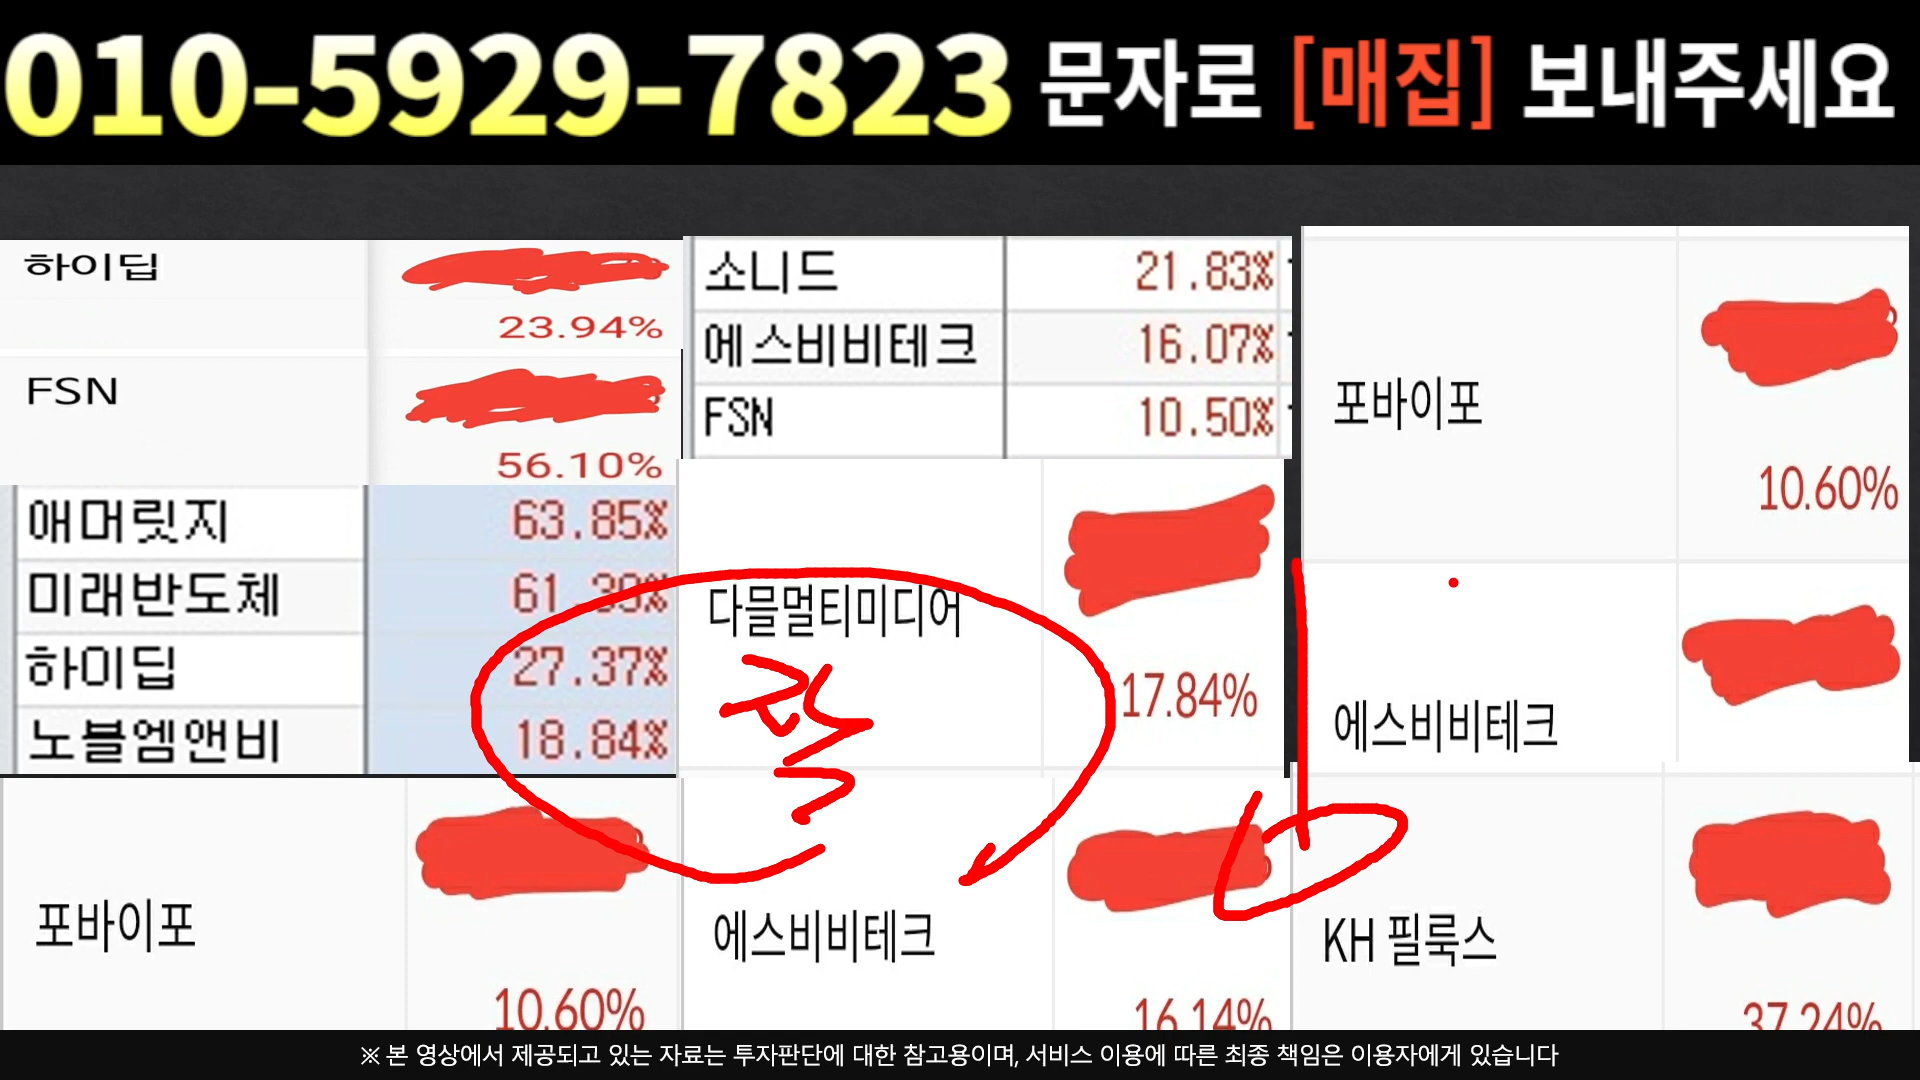 010-5929-7823 문자로 [매집] 보내주세요
하이딥
23.94%
FSN
56.10%
애머릿지 63.85%
미래반도체 61.39%
하이딥 27.37%
노블엠앤비 18.84%
소니드 21.83%
에스비비테크 16.07%
FSN 10.50%
다믈멀티미디어
17.84%
포바이포
10.60%
에스비비테크
포바이포
10.60%
에스비비테크
16.14%
KH 필룩스
37.24%
※ 본 영상에서 제공되고 있는 자료는 투자판단에 대한 참고용이며, 서비스 이용에 따른 최종 책임은 이용자에게 있습니다